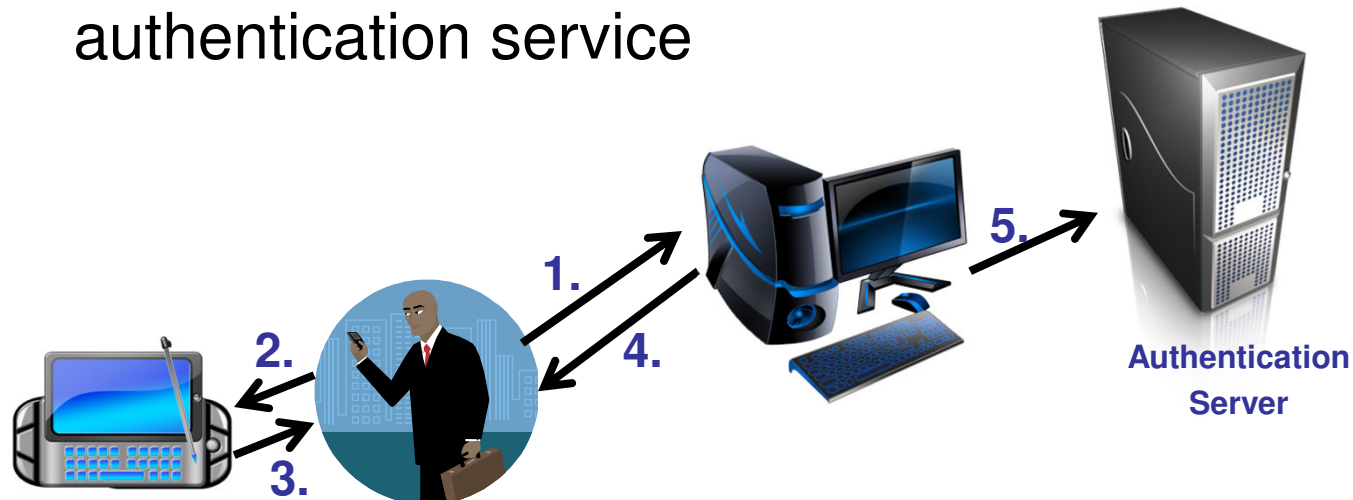 authentication service
5.
1.
2.
4.
Authentication
Server
3.